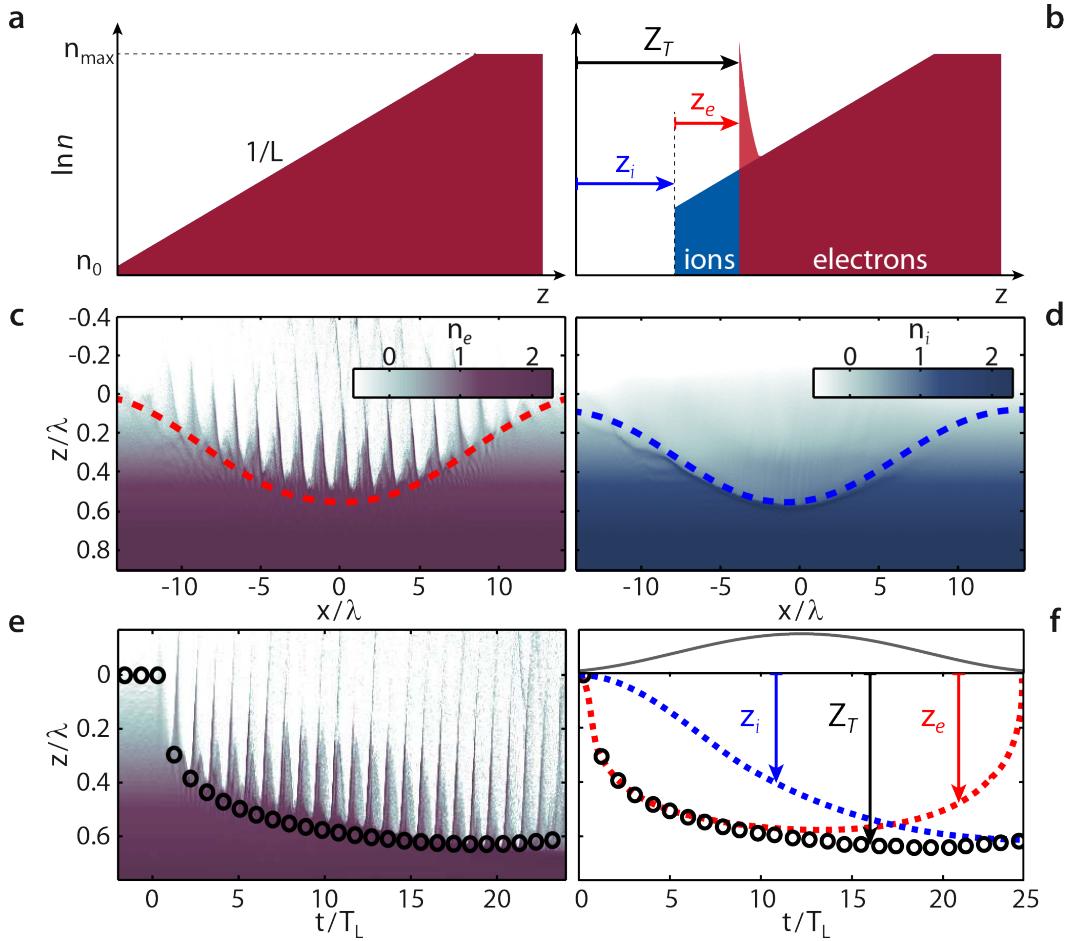 a
n_max
1/L
ln n
n_0
z
b
Z_T
z_e
z_i
ions
electrons
z
c
n_e
0 1 2
-0.4
-0.2
0
0.2
0.4
0.6
0.8
z/λ
-10 -5 0 5 10
x/λ
d
n_i
0 1 2
-10 -5 0 5 10
x/λ
e
0
0.2
0.4
0.6
z/λ
0 5 10 15 20
t/T_L
f
z_i
Z_T
z_e
0 5 10 15 20 25
t/T_L